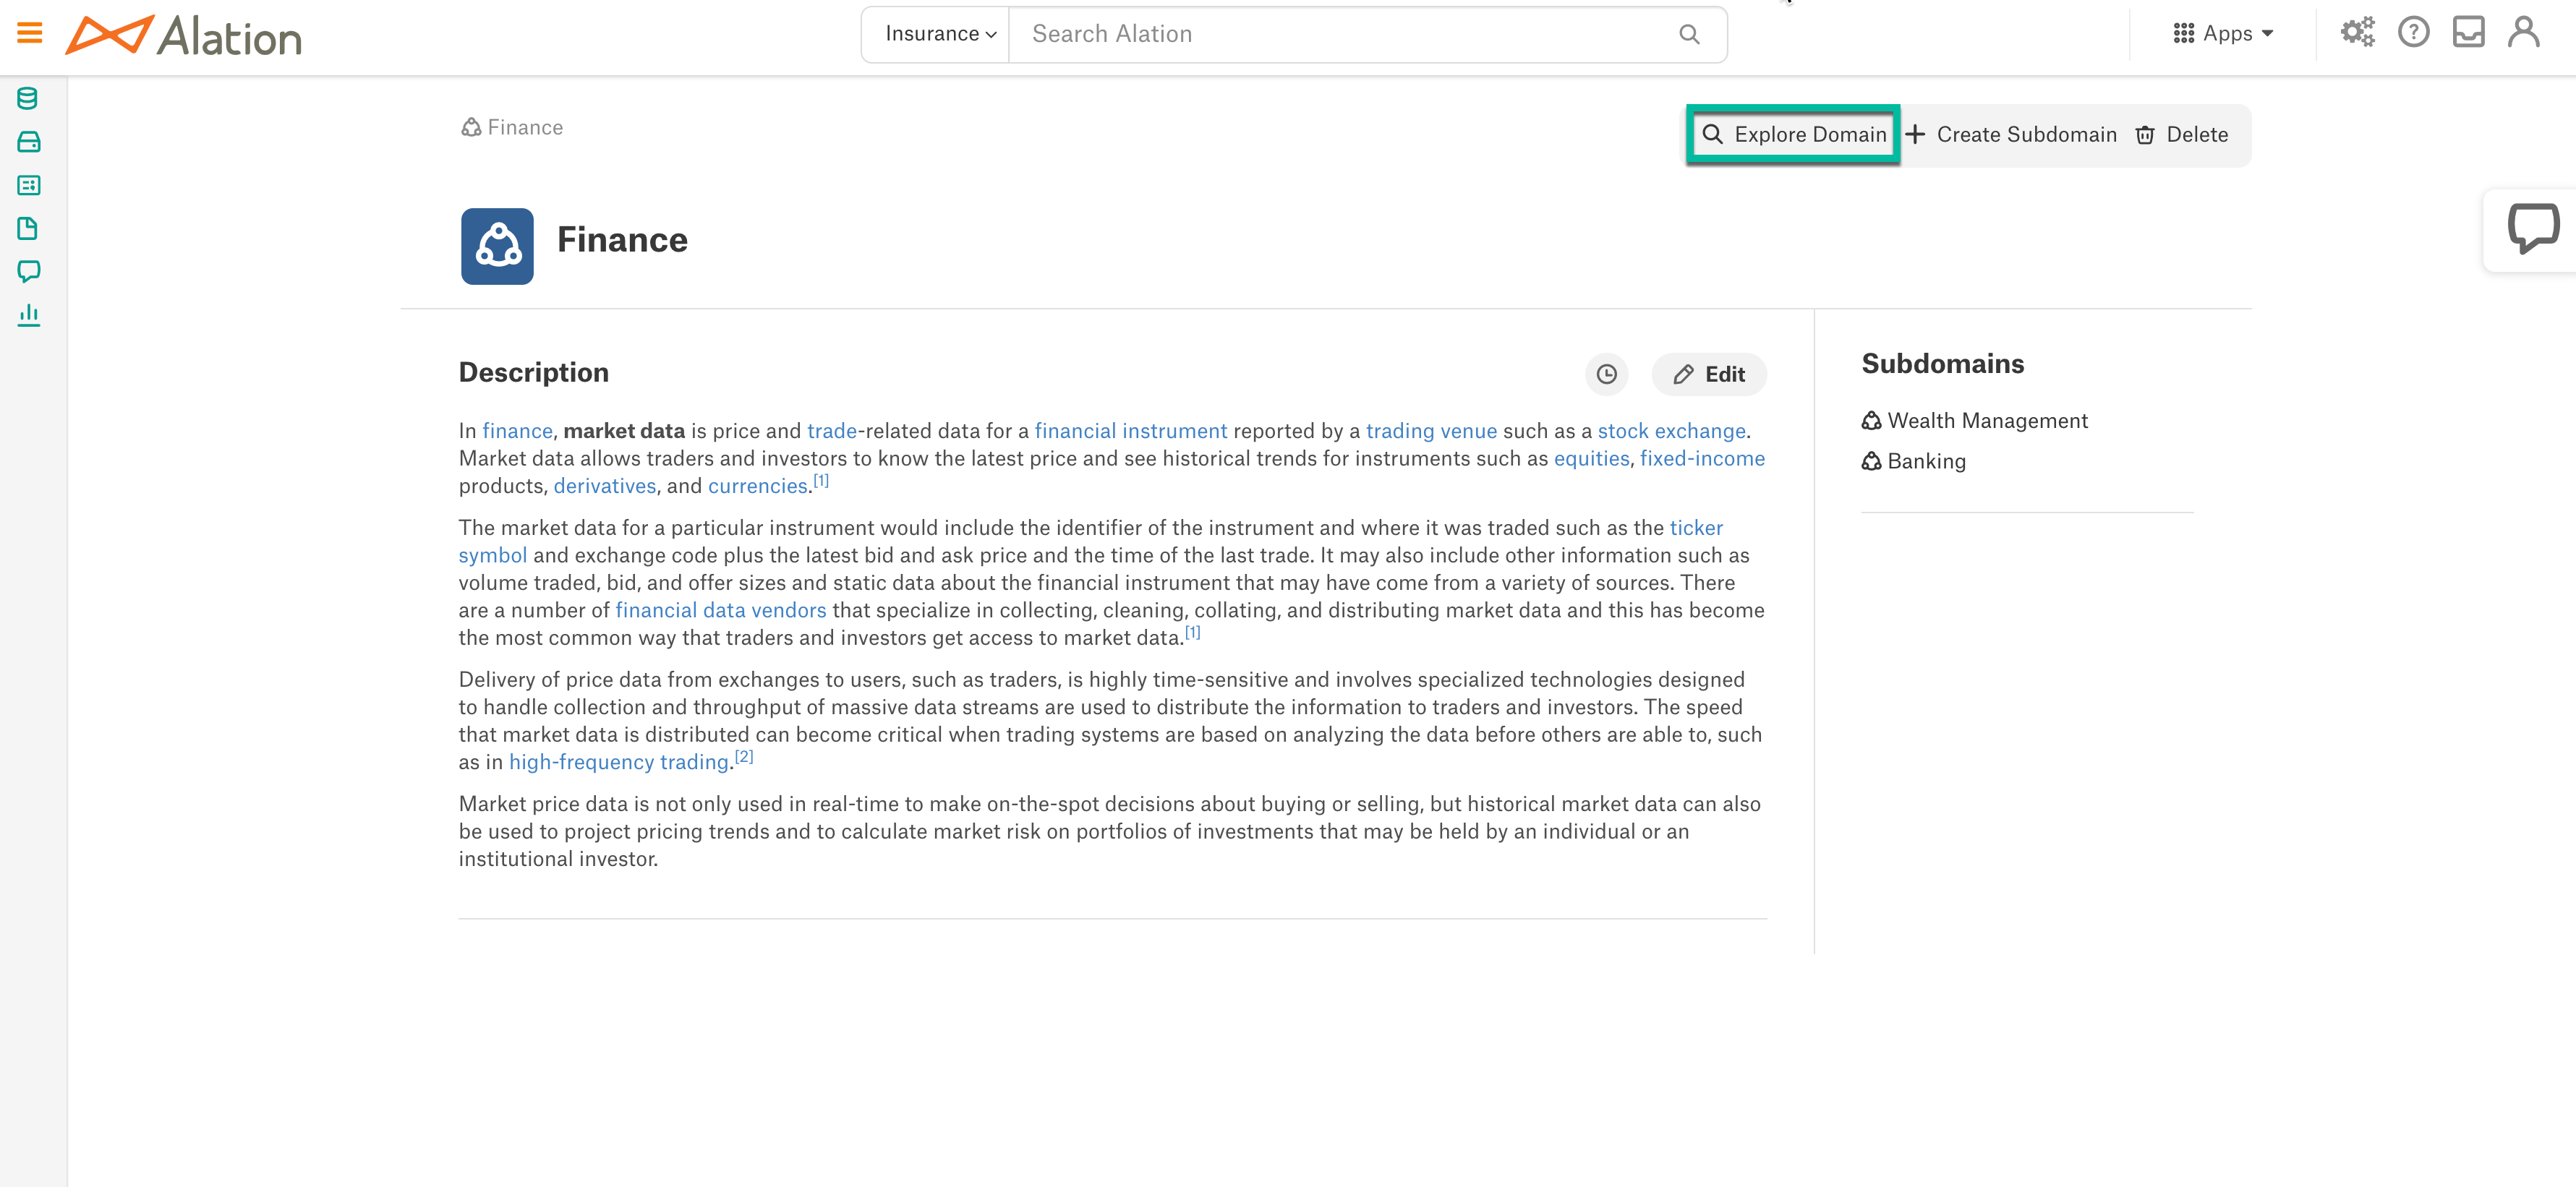 Alation
Insurance
Search Alation
Apps
?
Finance
Explore Domain
Create Subdomain
Delete
Finance
Description
Edit
In finance, market data is price and trade-related data for a financial instrument reported by a trading venue such as a stock exchange.
Market data allows traders and investors to know the latest price and see historical trends for instruments such as equities, fixed-income
products, derivatives, and currencies.[1]
The market data for a particular instrument would include the identifier of the instrument and where it was traded such as the ticker
symbol and exchange code plus the latest bid and ask price and the time of the last trade. It may also include other information such as
volume traded, bid, and offer sizes and static data about the financial instrument that may have come from a variety of sources. There
are a number of financial data vendors that specialize in collecting, cleaning, collating, and distributing market data and this has become
the most common way that traders and investors get access to market data.[1]
Delivery of price data from exchanges to users, such as traders, is highly time-sensitive and involves specialized technologies designed
to handle collection and throughput of massive data streams are used to distribute the information to traders and investors. The speed
that market data is distributed can become critical when trading systems are based on analyzing the data before others are able to, such
as in high-frequency trading.[2]
Market price data is not only used in real-time to make on-the-spot decisions about buying or selling, but historical market data can also
be used to project pricing trends and to calculate market risk on portfolios of investments that may be held by an individual or an
institutional investor.
Subdomains
Wealth Management
Banking